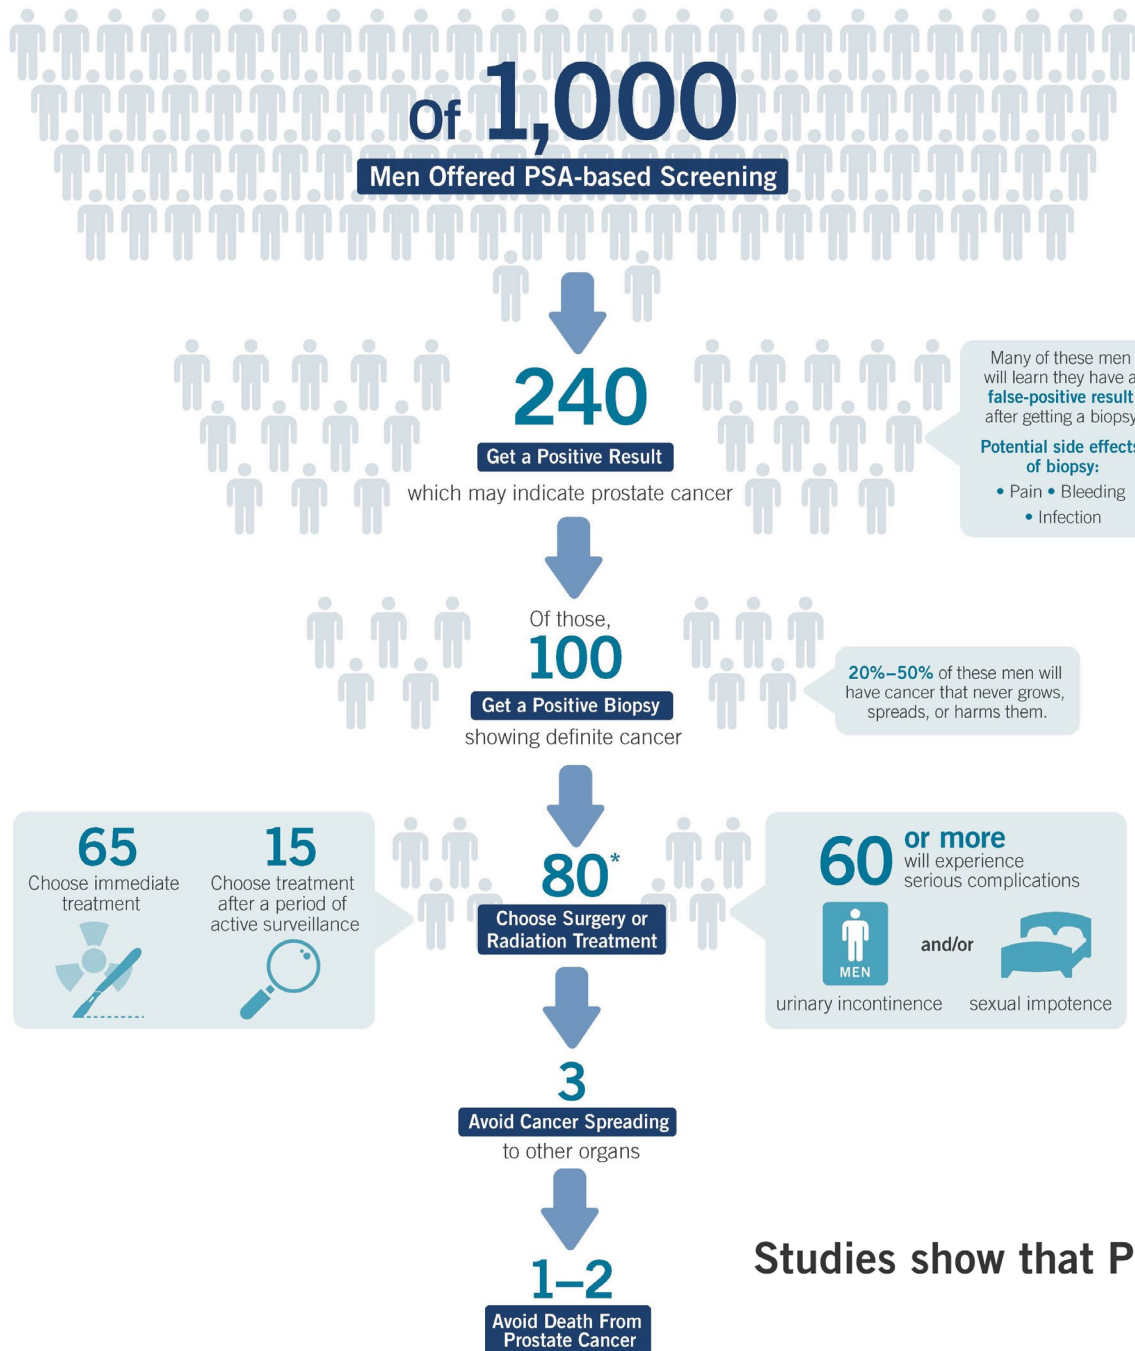 Of 1,000
Men Offered PSA-based Screening
240
Get a Positive Result
which may indicate prostate cancer
Many of these men
will learn they have a
false-positive result
after getting a biopsy
Potential side effects
of biopsy:
• Pain • Bleeding
• Infection
Of those,
100
Get a Positive Biopsy
showing definite cancer
20%–50% of these men will
have cancer that never grows,
spreads, or harms them.
65
Choose immediate
treatment
15
Choose treatment
after a period of
active surveillance
80*
Choose Surgery or
Radiation Treatment
60 or more
will experience
serious complications
MEN
and/or
urinary incontinence
sexual impotence
3
Avoid Cancer Spreading
to other organs
1–2
Avoid Death From
Prostate Cancer
Studies show that P